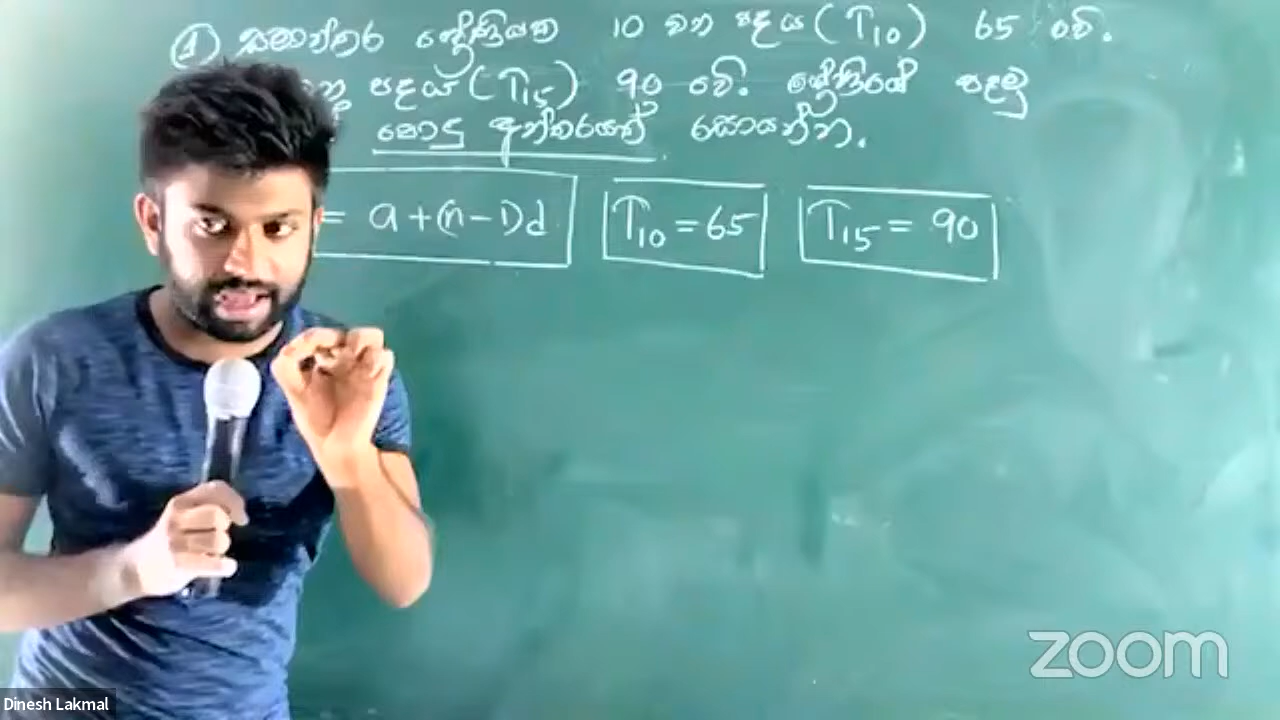 ① සමාන්තර ශ්‍රේණියක 10 වන පදය (T₁₀) 65 වේ.
පදය (T₁₅) 90 වේ. ශ්‍රේණියේ පළමු
පොදු අන්තරයත් සොයන්න.
= a + (n – 1)d T₁₀ = 65 T₁₅ = 90
zoom
Dinesh Lakmal